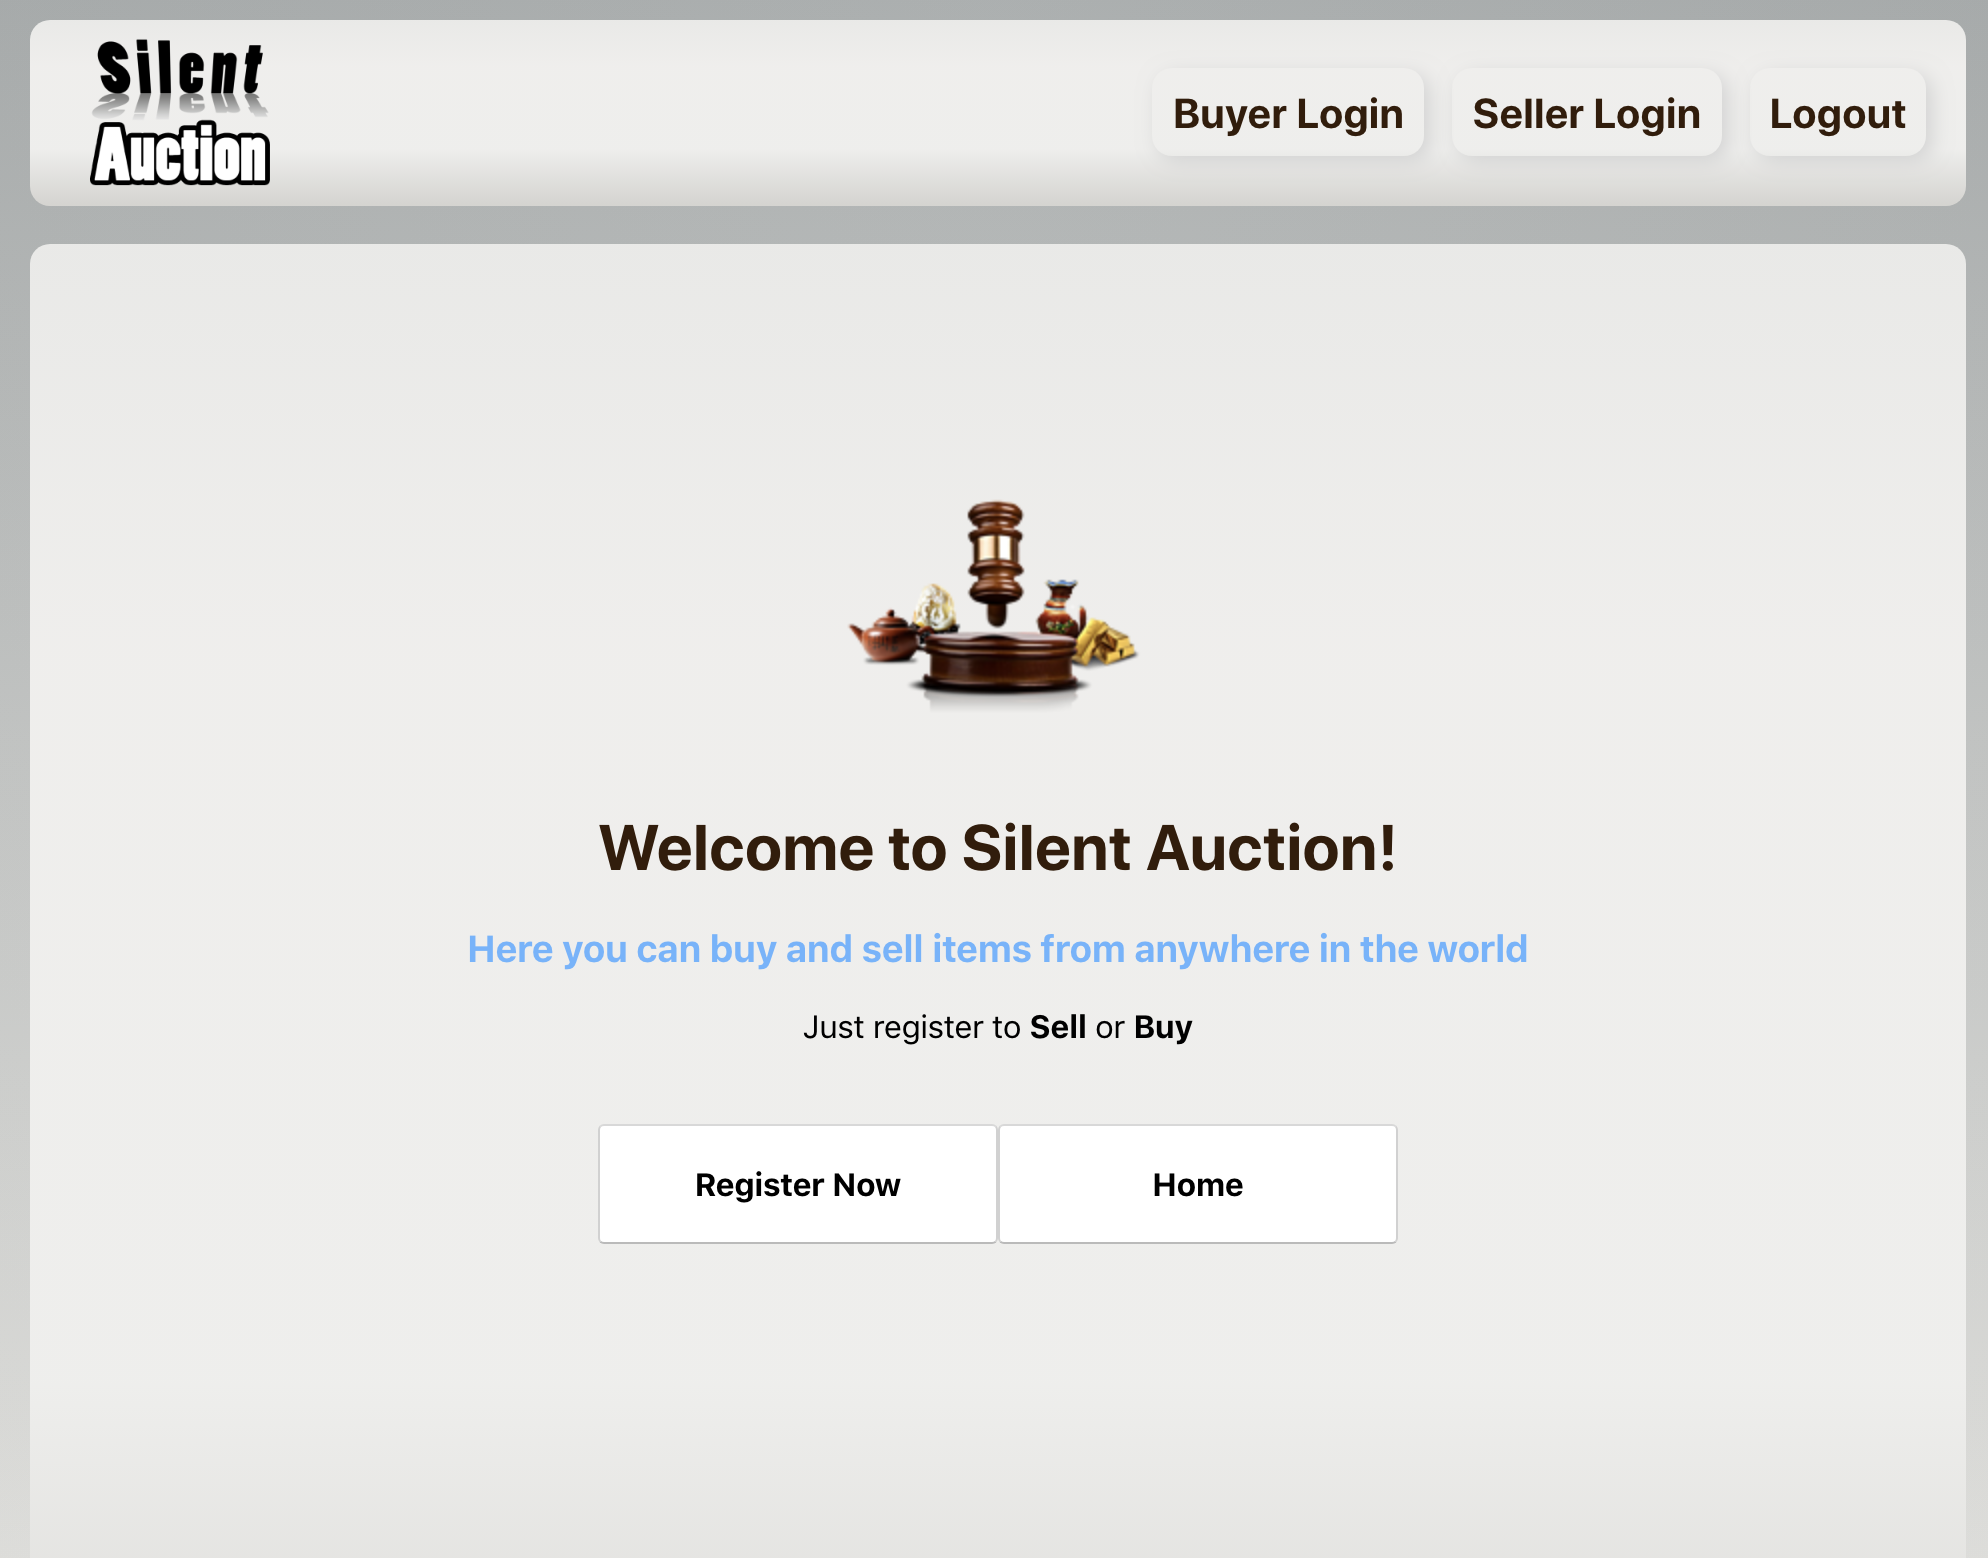 Silent
Auction
Buyer Login
Seller Login
Logout
Welcome to Silent Auction!
Here you can buy and sell items from anywhere in the world
Just register to Sell or Buy
Register Now
Home